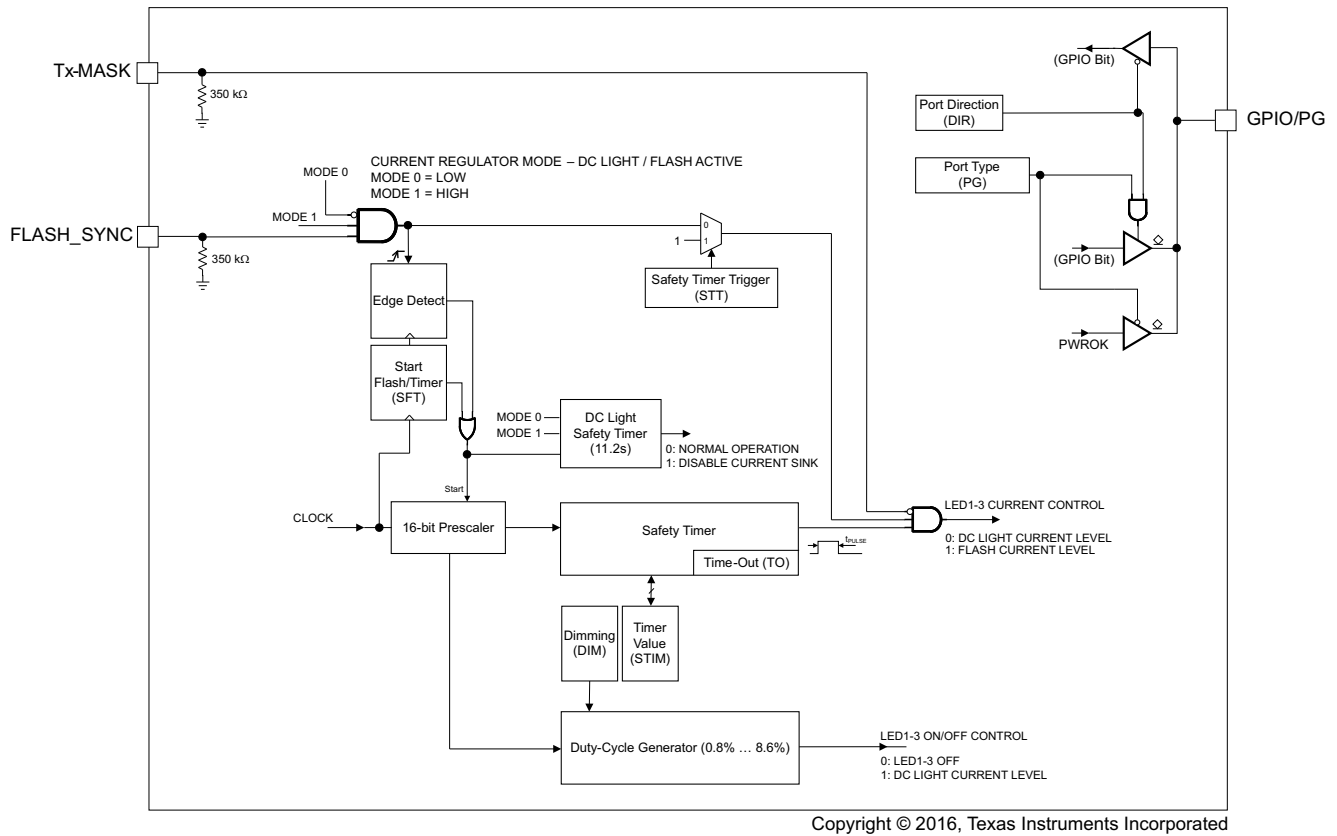 Tx-MASK
350 kΩ
(GPIO Bit)
Port Direction
(DIR)
GPIO/PG
Port Type
(PG)
(GPIO Bit)
PWROK
CURRENT REGULATOR MODE – DC LIGHT / FLASH ACTIVE
MODE 0 = LOW
MODE 1 = HIGH
MODE 0
MODE 1
FLASH_SYNC
350 kΩ
0
1
1
Safety Timer Trigger
(STT)
Edge Detect
Start
Flash/Timer
(SFT)
MODE 0
MODE 1
DC Light
Safety Timer
(11.2s)
0: NORMAL OPERATION
1: DISABLE CURRENT SINK
Start
CLOCK
16-bit Prescaler
Safety Timer
Time-Out (TO)
tPULSE
LED1-3 CURRENT CONTROL
0: DC LIGHT CURRENT LEVEL
1: FLASH CURRENT LEVEL
Dimming
(DIM)
Timer
Value
(STIM)
Duty-Cycle Generator (0.8% ... 8.6%)
LED1-3 ON/OFF CONTROL
0: LED1-3 OFF
1: DC LIGHT CURRENT LEVEL
Copyright © 2016, Texas Instruments Incorporated